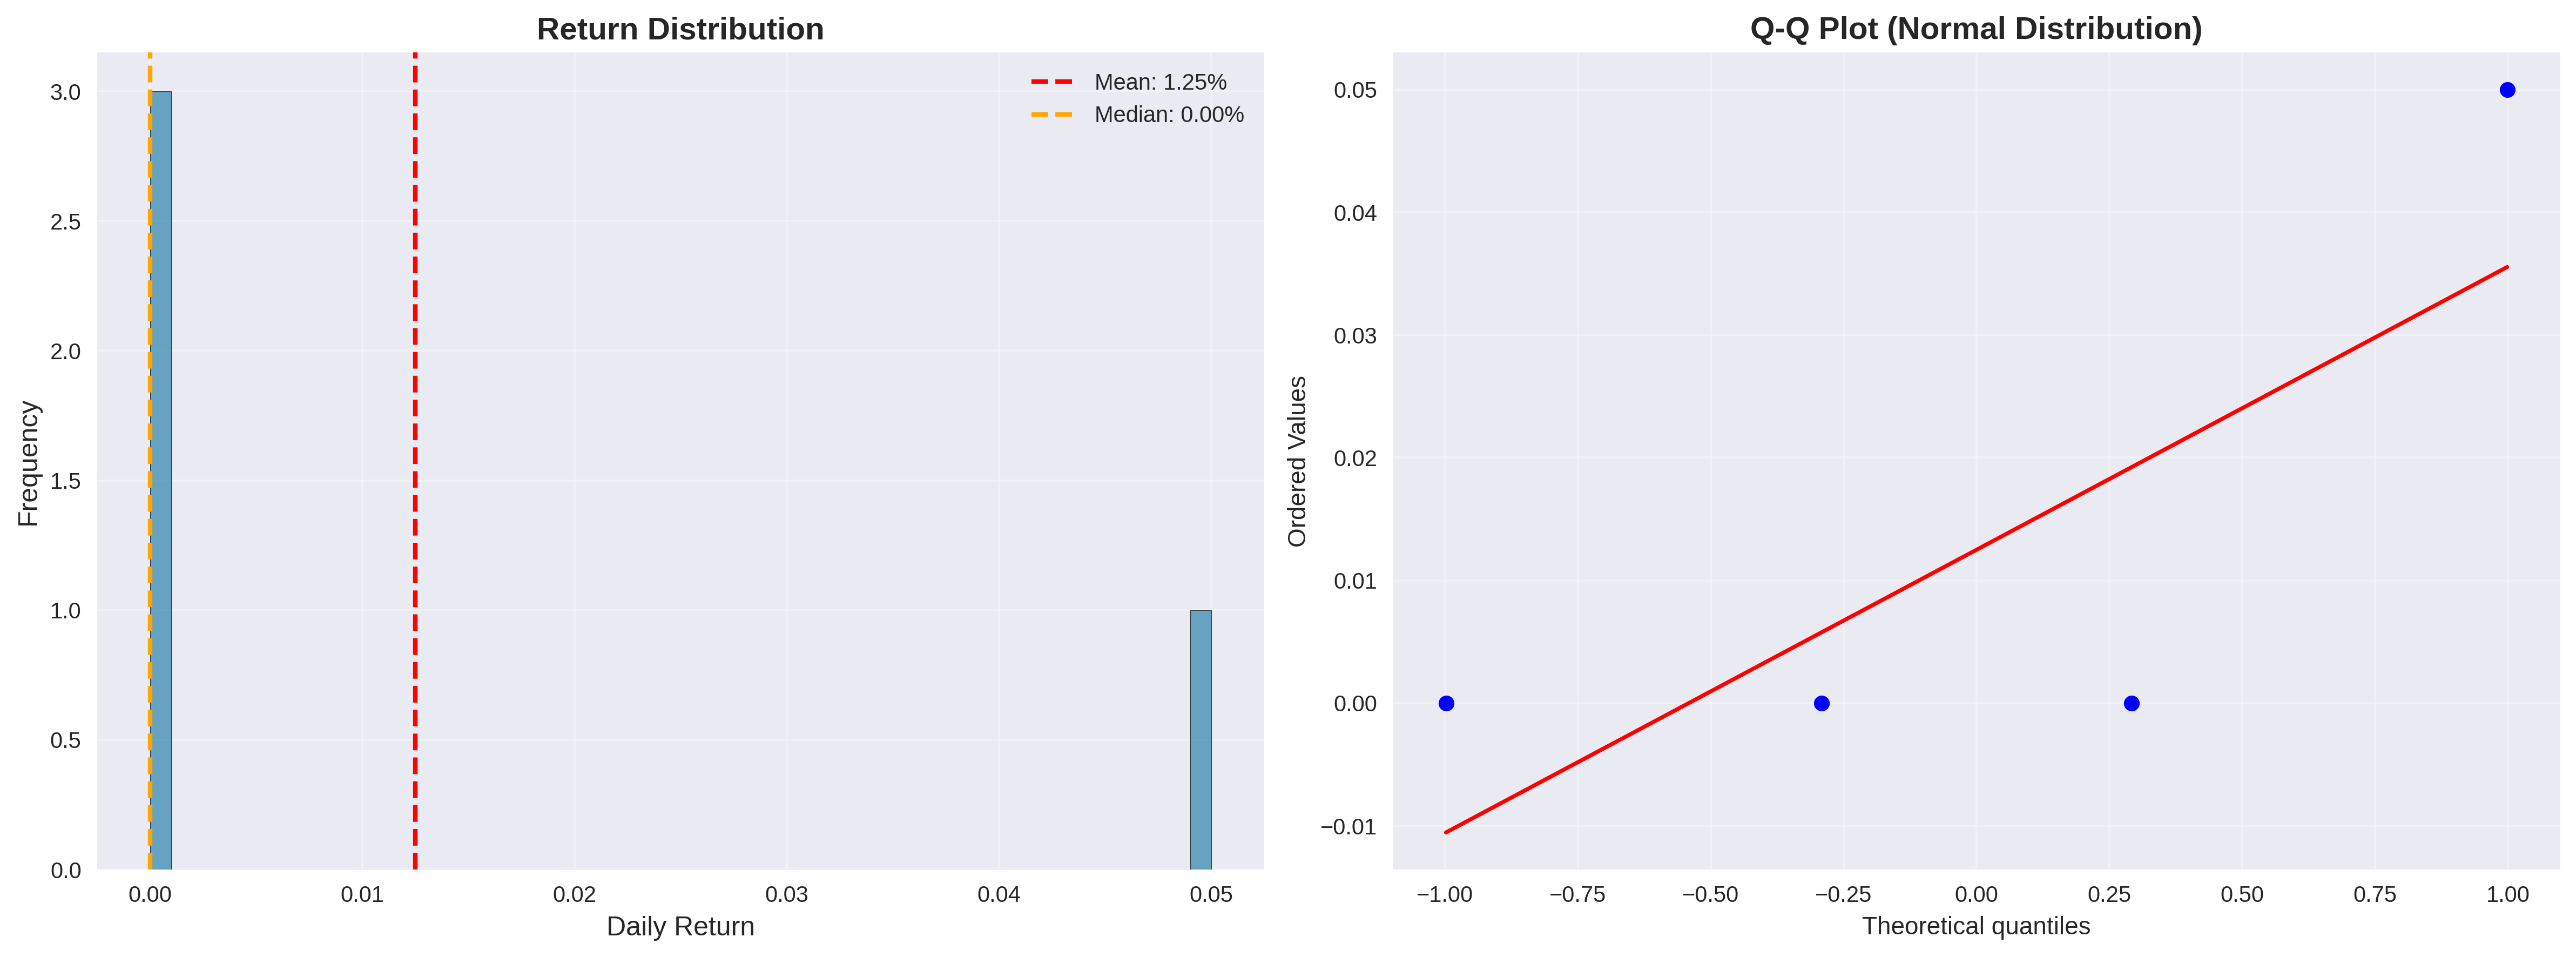 Return Distribution
Mean: 1.25%
Median: 0.00%
Frequency
3.0
2.5
2.0
1.5
1.0
0.5
0.0
0.00 0.01 0.02 0.03 0.04 0.05
Daily Return
Q-Q Plot (Normal Distribution)
Ordered Values
0.05
0.04
0.03
0.02
0.01
0.00
−0.01
−1.00 −0.75 −0.50 −0.25 0.00 0.25 0.50 0.75 1.00
Theoretical quantiles